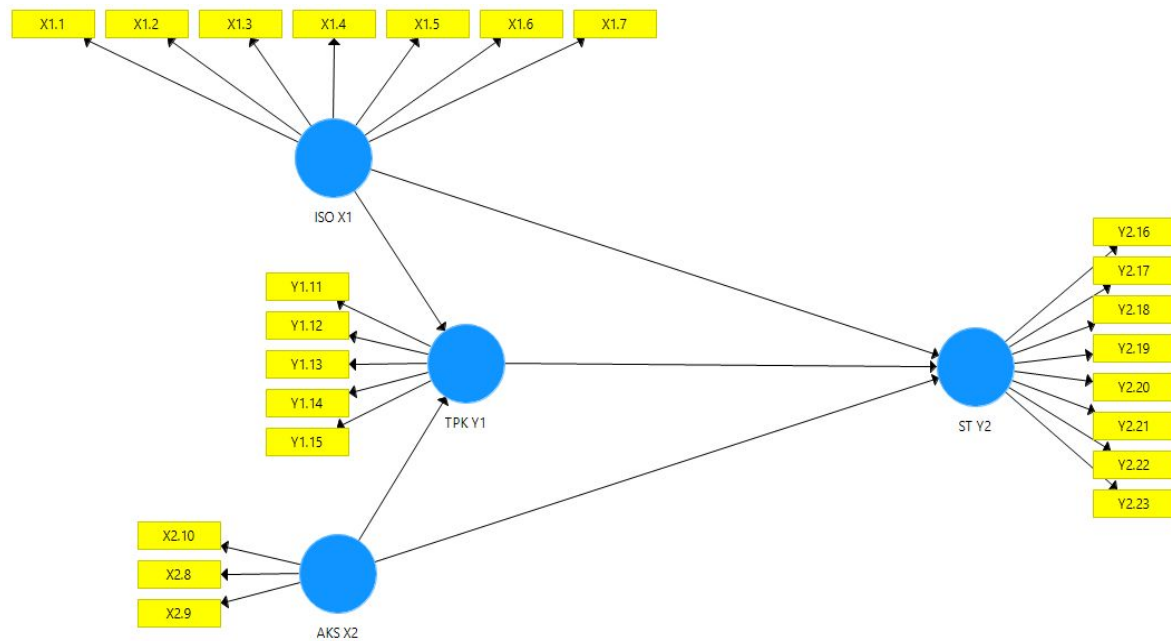 X1.1
X1.2
X1.3
X1.4
X1.5
X1.6
X1.7
ISO X1
Y1.11
Y1.12
Y1.13
Y1.14
Y1.15
TPK Y1
Y2.16
Y2.17
Y2.18
Y2.19
Y2.20
Y2.21
Y2.22
Y2.23
ST Y2
X2.10
X2.8
X2.9
AKS X2